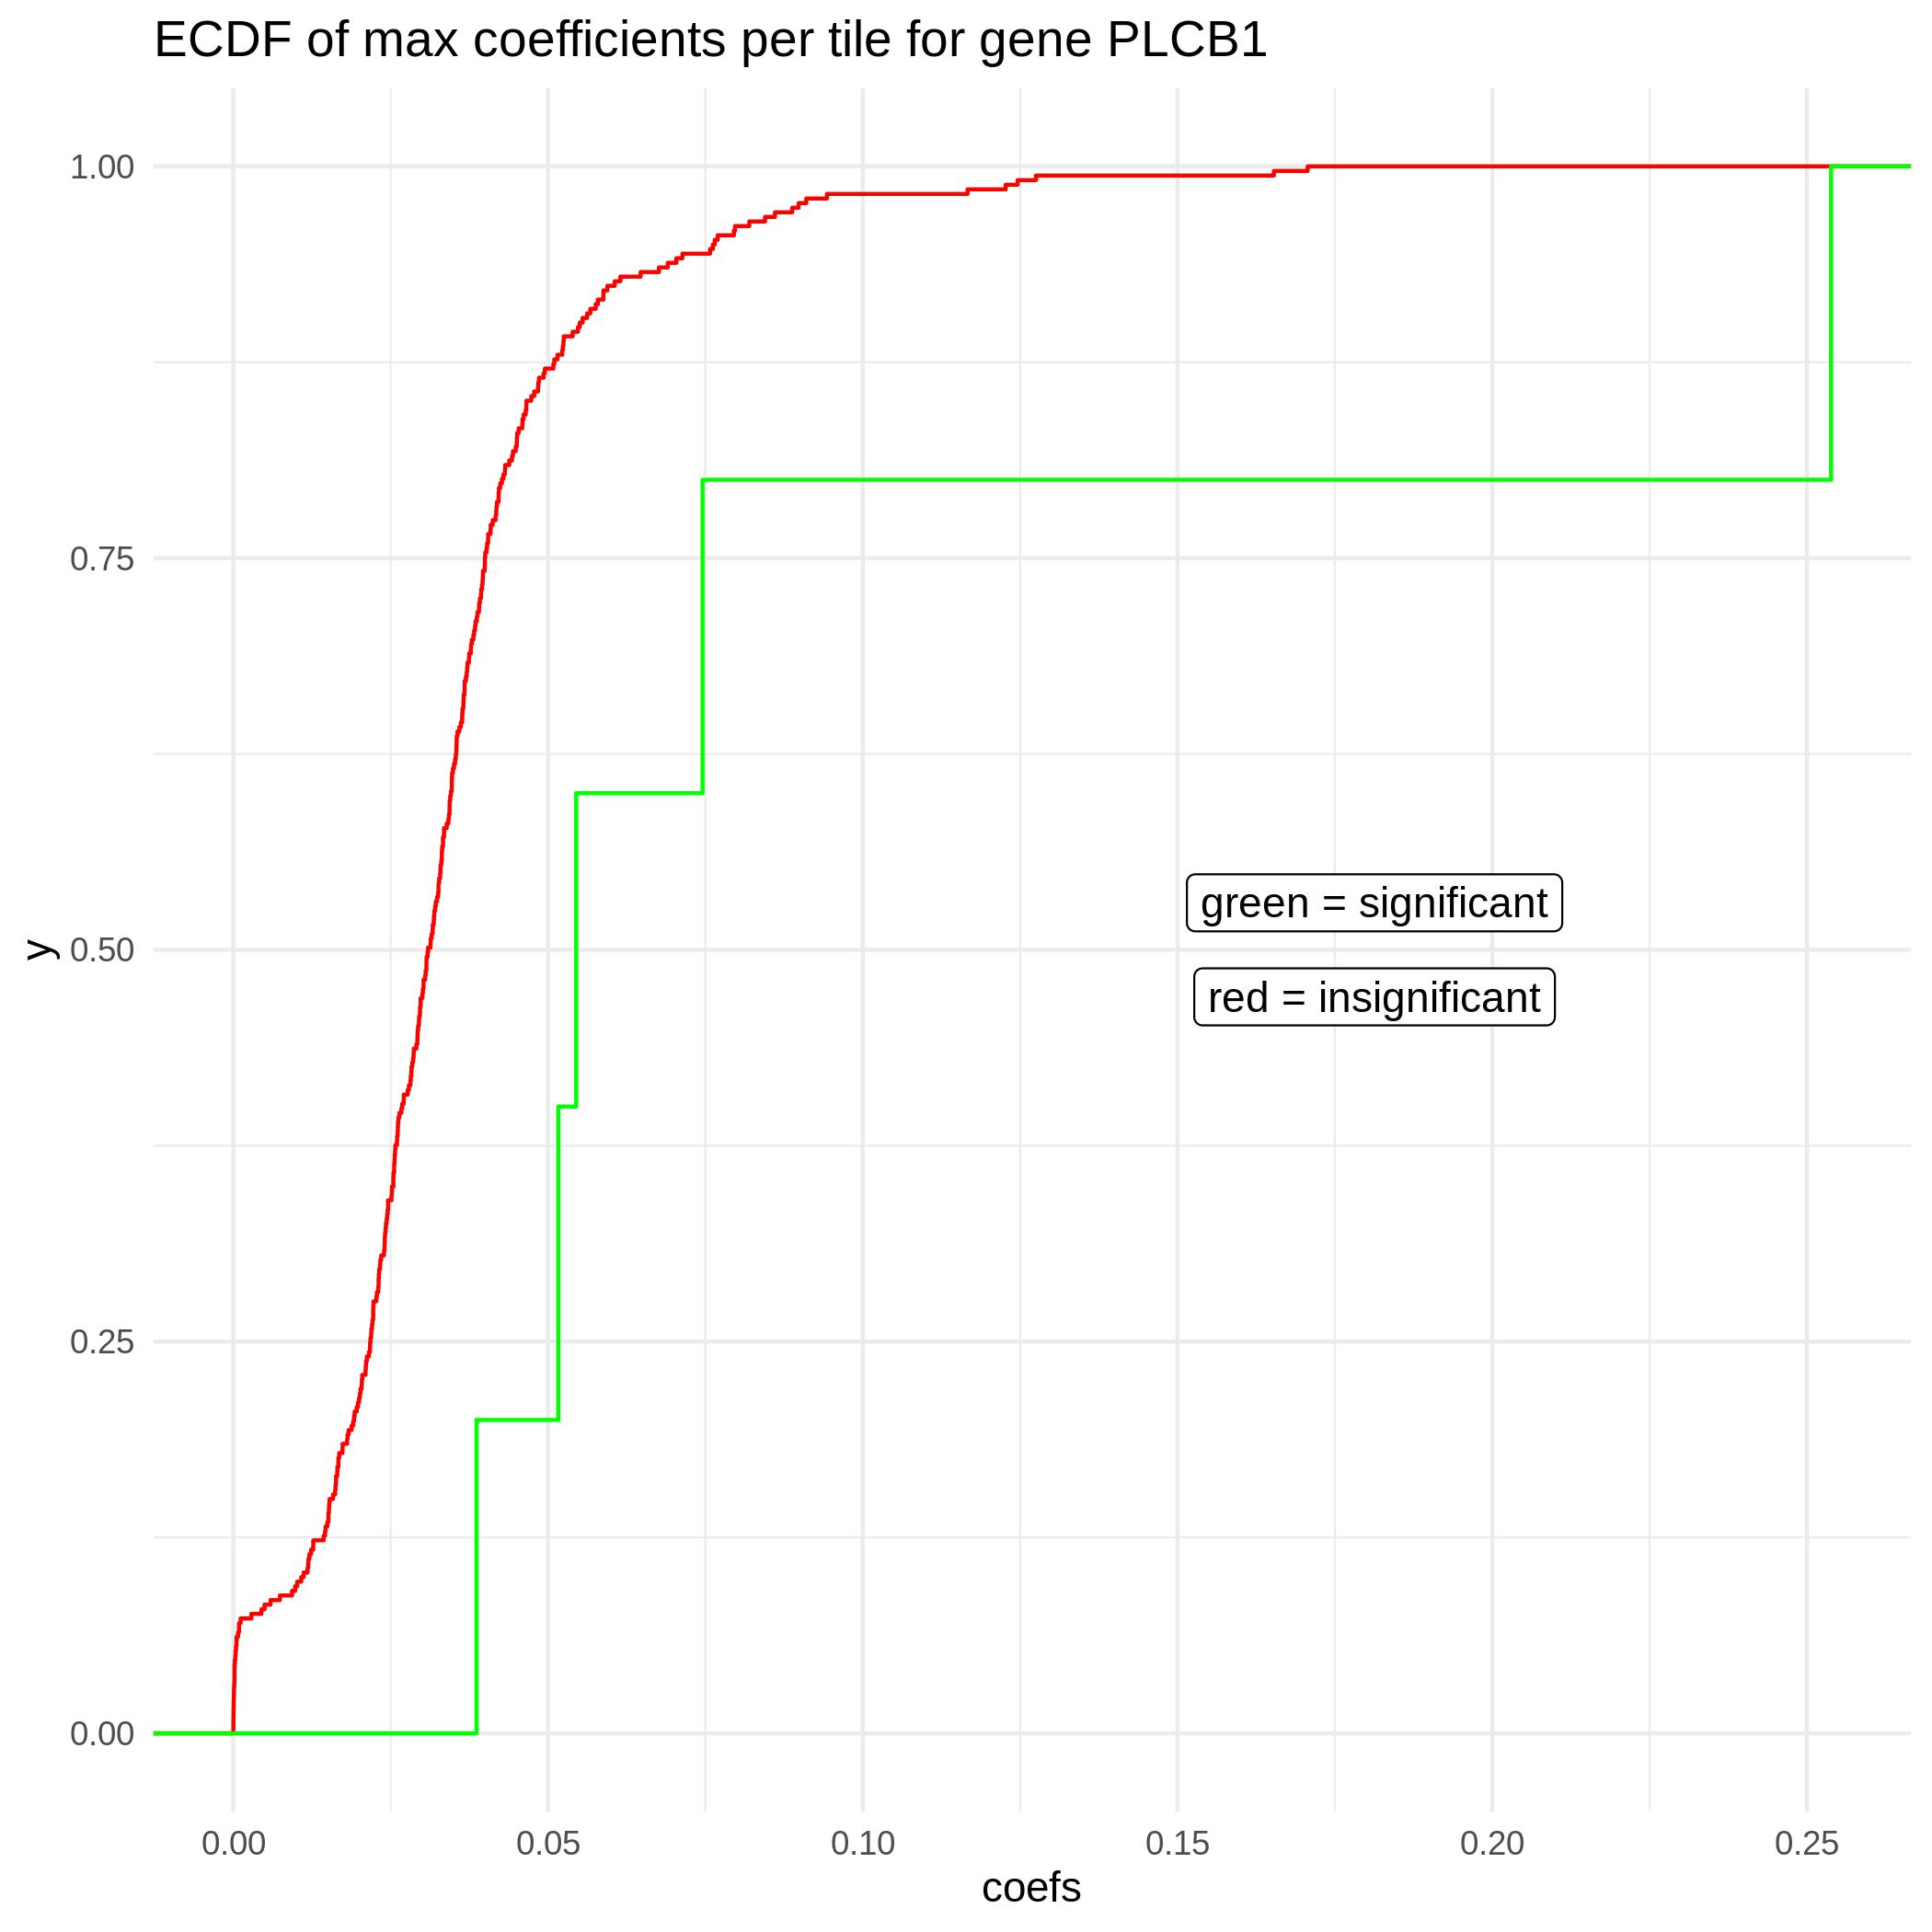 ECDF of max coefficients per tile for gene PLCB1
1.00
0.75
0.50
0.25
0.00
y
green = significant
red = insignificant
0.00 0.05 0.10 0.15 0.20 0.25
coefs